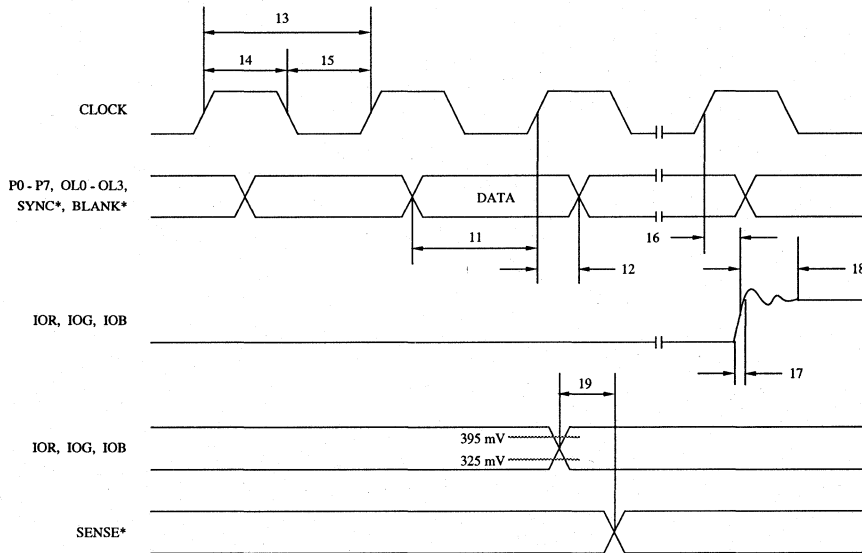 13
14 15
CLOCK
P0 - P7, OL0 - OL3,
SYNC*, BLANK*
DATA
11
12
16
18
IOR, IOG, IOB
17
19
IOR, IOG, IOB
395 mV
325 mV
SENSE*